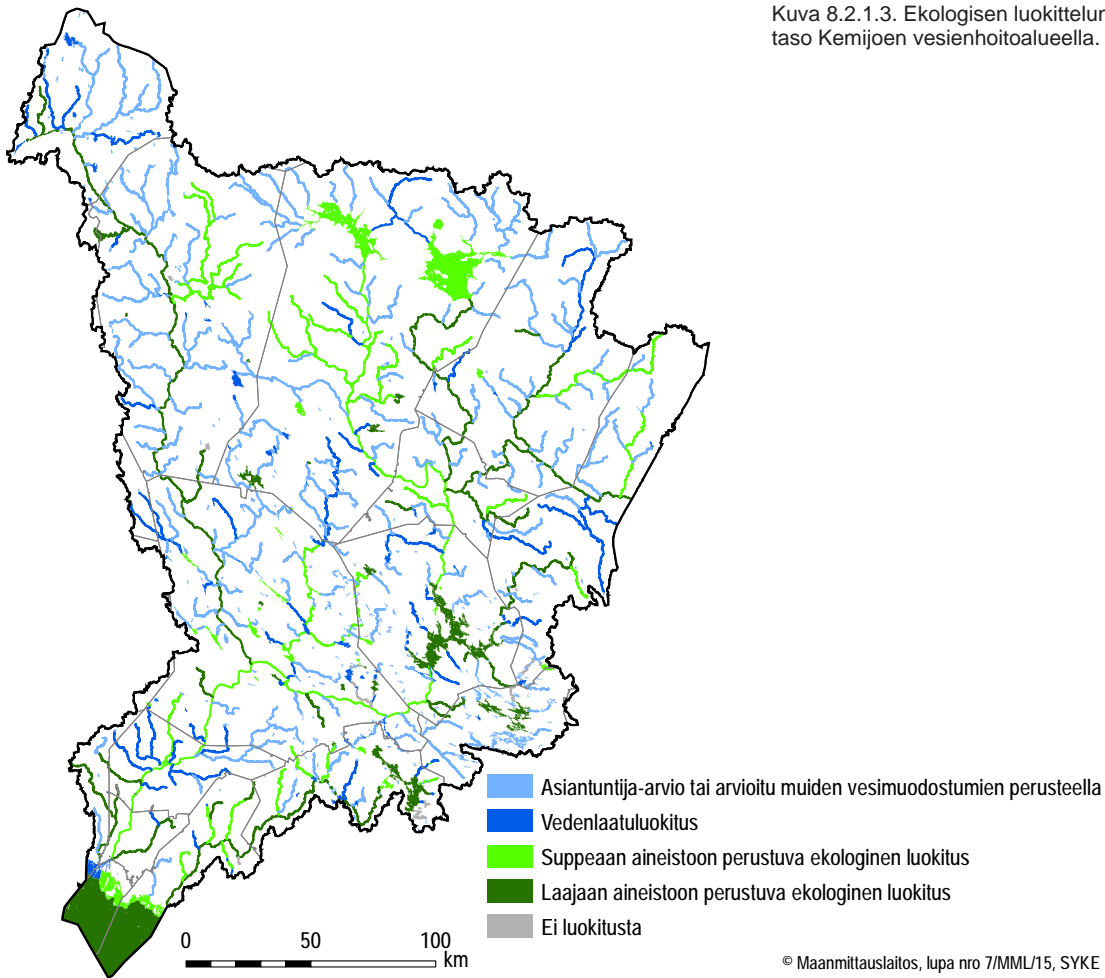 Kuva 8.2.1.3. Ekologisen luokittelun
taso Kemijoen vesienhoitoalueella.
Asiantuntija-arvio tai arvioitu muiden vesimuodostumien perusteella
Vedenlaatuluokitus
Suppeaan aineistoon perustuva ekologinen luokitus
Laajaan aineistoon perustuva ekologinen luokitus
Ei luokitusta
0 50 100
km
© Maanmittauslaitos, lupa nro 7/MML/15, SYKE